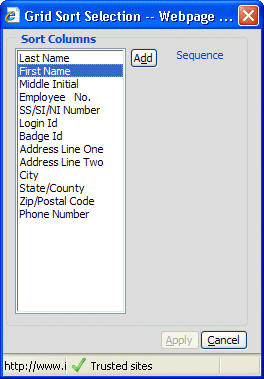 Grid Sort Selection -- Webpage ...
Sort Columns
Last Name
First Name
Middle Initial
Employee No.
SS/SI/NI Number
Login Id
Badge Id
Address Line One
Address Line Two
City
State/County
Zip/Postal Code
Phone Number
Add
Sequence
Apply
Cancel
http://www.i
Trusted sites